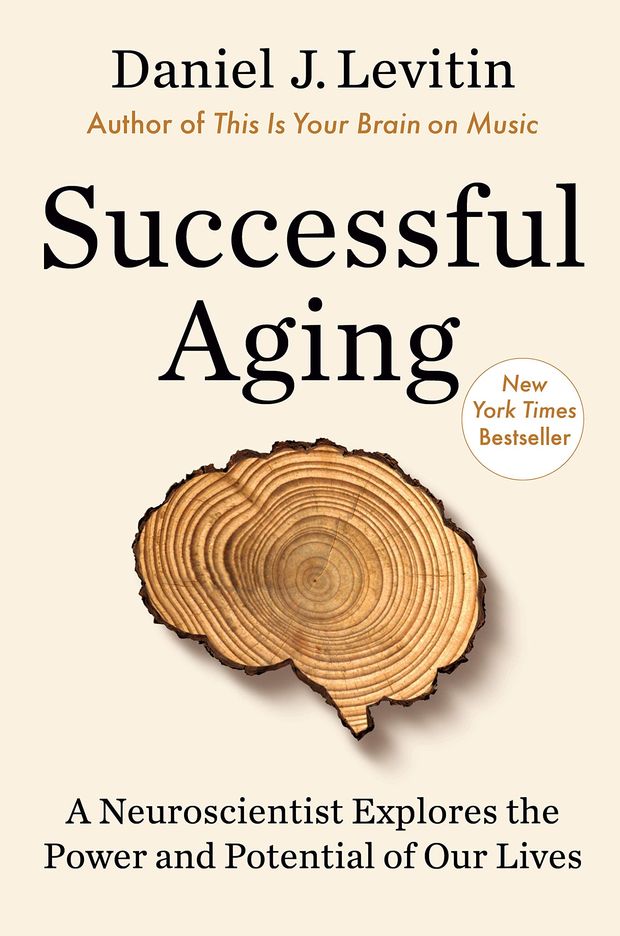 Daniel J. Levitin
Author of This Is Your Brain on Music
Successful
Aging
New
York Times
Bestseller
A Neuroscientist Explores the
Power and Potential of Our Lives